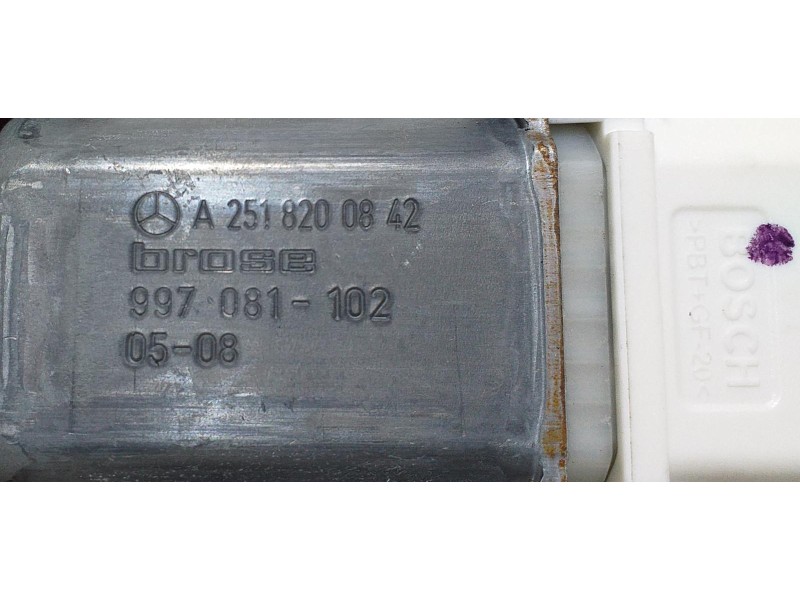 A 251 820 08 42
brose
997 081-102
05-08
BOSCH
>PBT+GF-20<